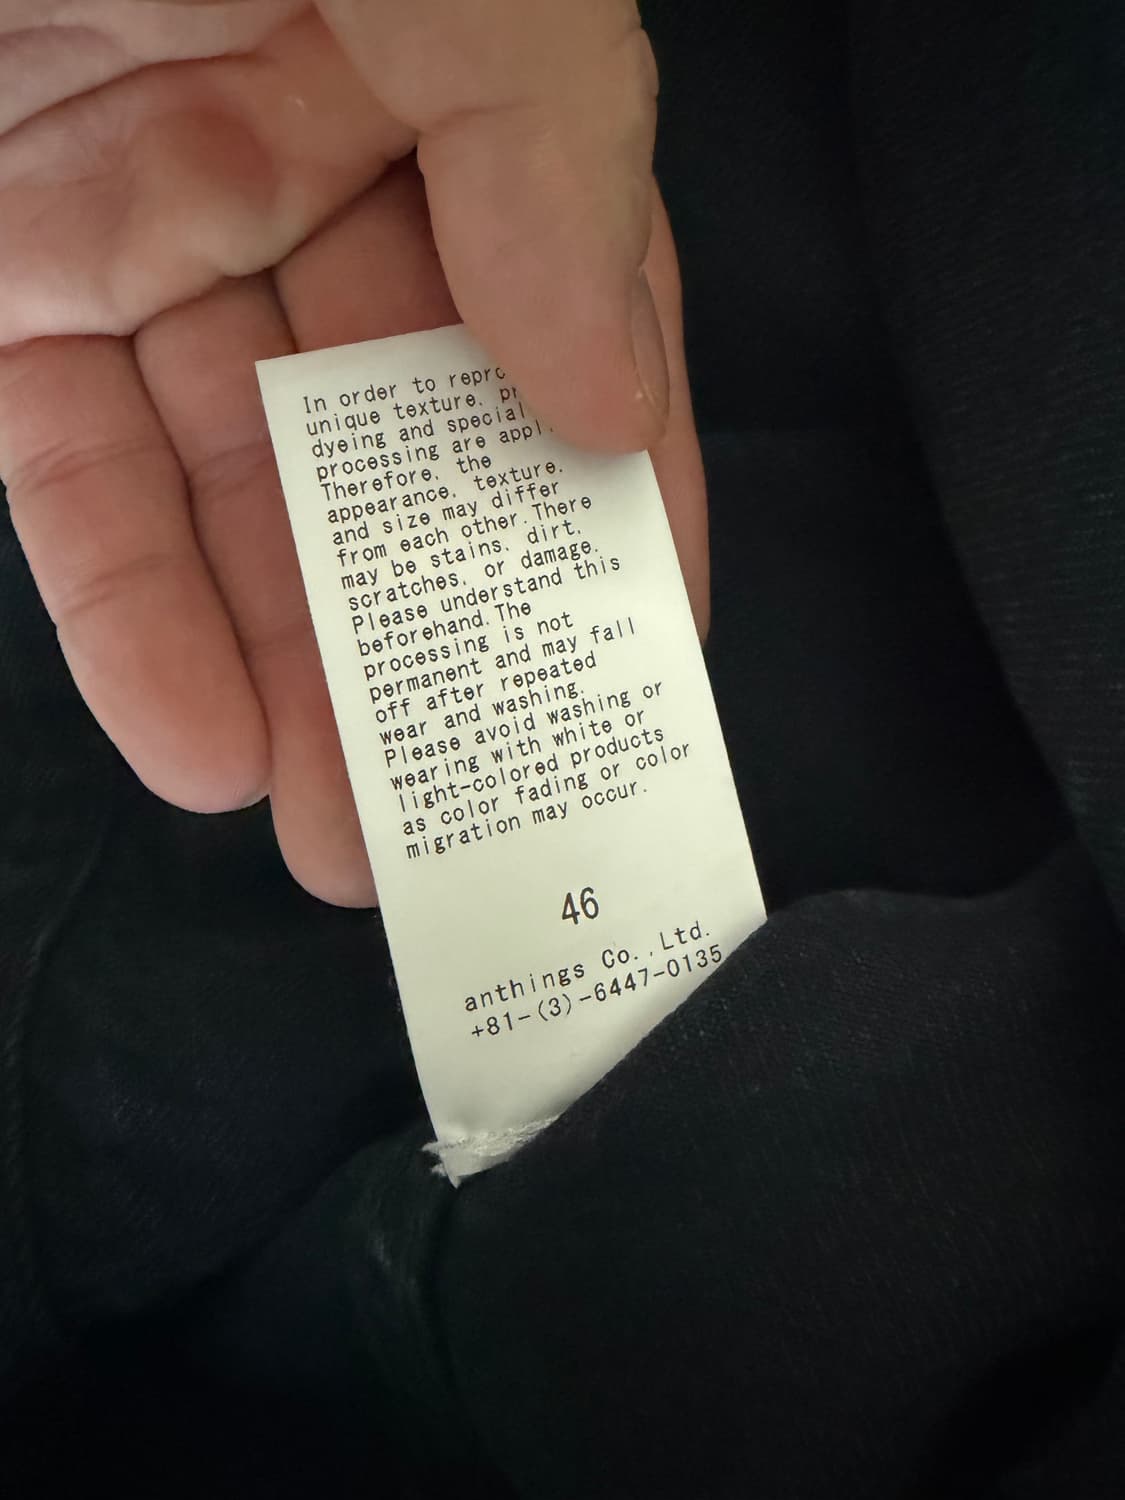 In order to
unique texture.
dyeing and special
processing are
Therefore, the
appearance, texture.
and size may differ
from each other.There
may be stains, dirt,
scratches, or damage.
Please understand this
beforehand.The
processing is not
permanent and may fall
off after repeated
wear and washing.
Please avoid washing or
wearing with white or
light-colored products
as color fading or color
migration may occur.
46
anthings Co.,Ltd.
+81-(3)-6447-0135